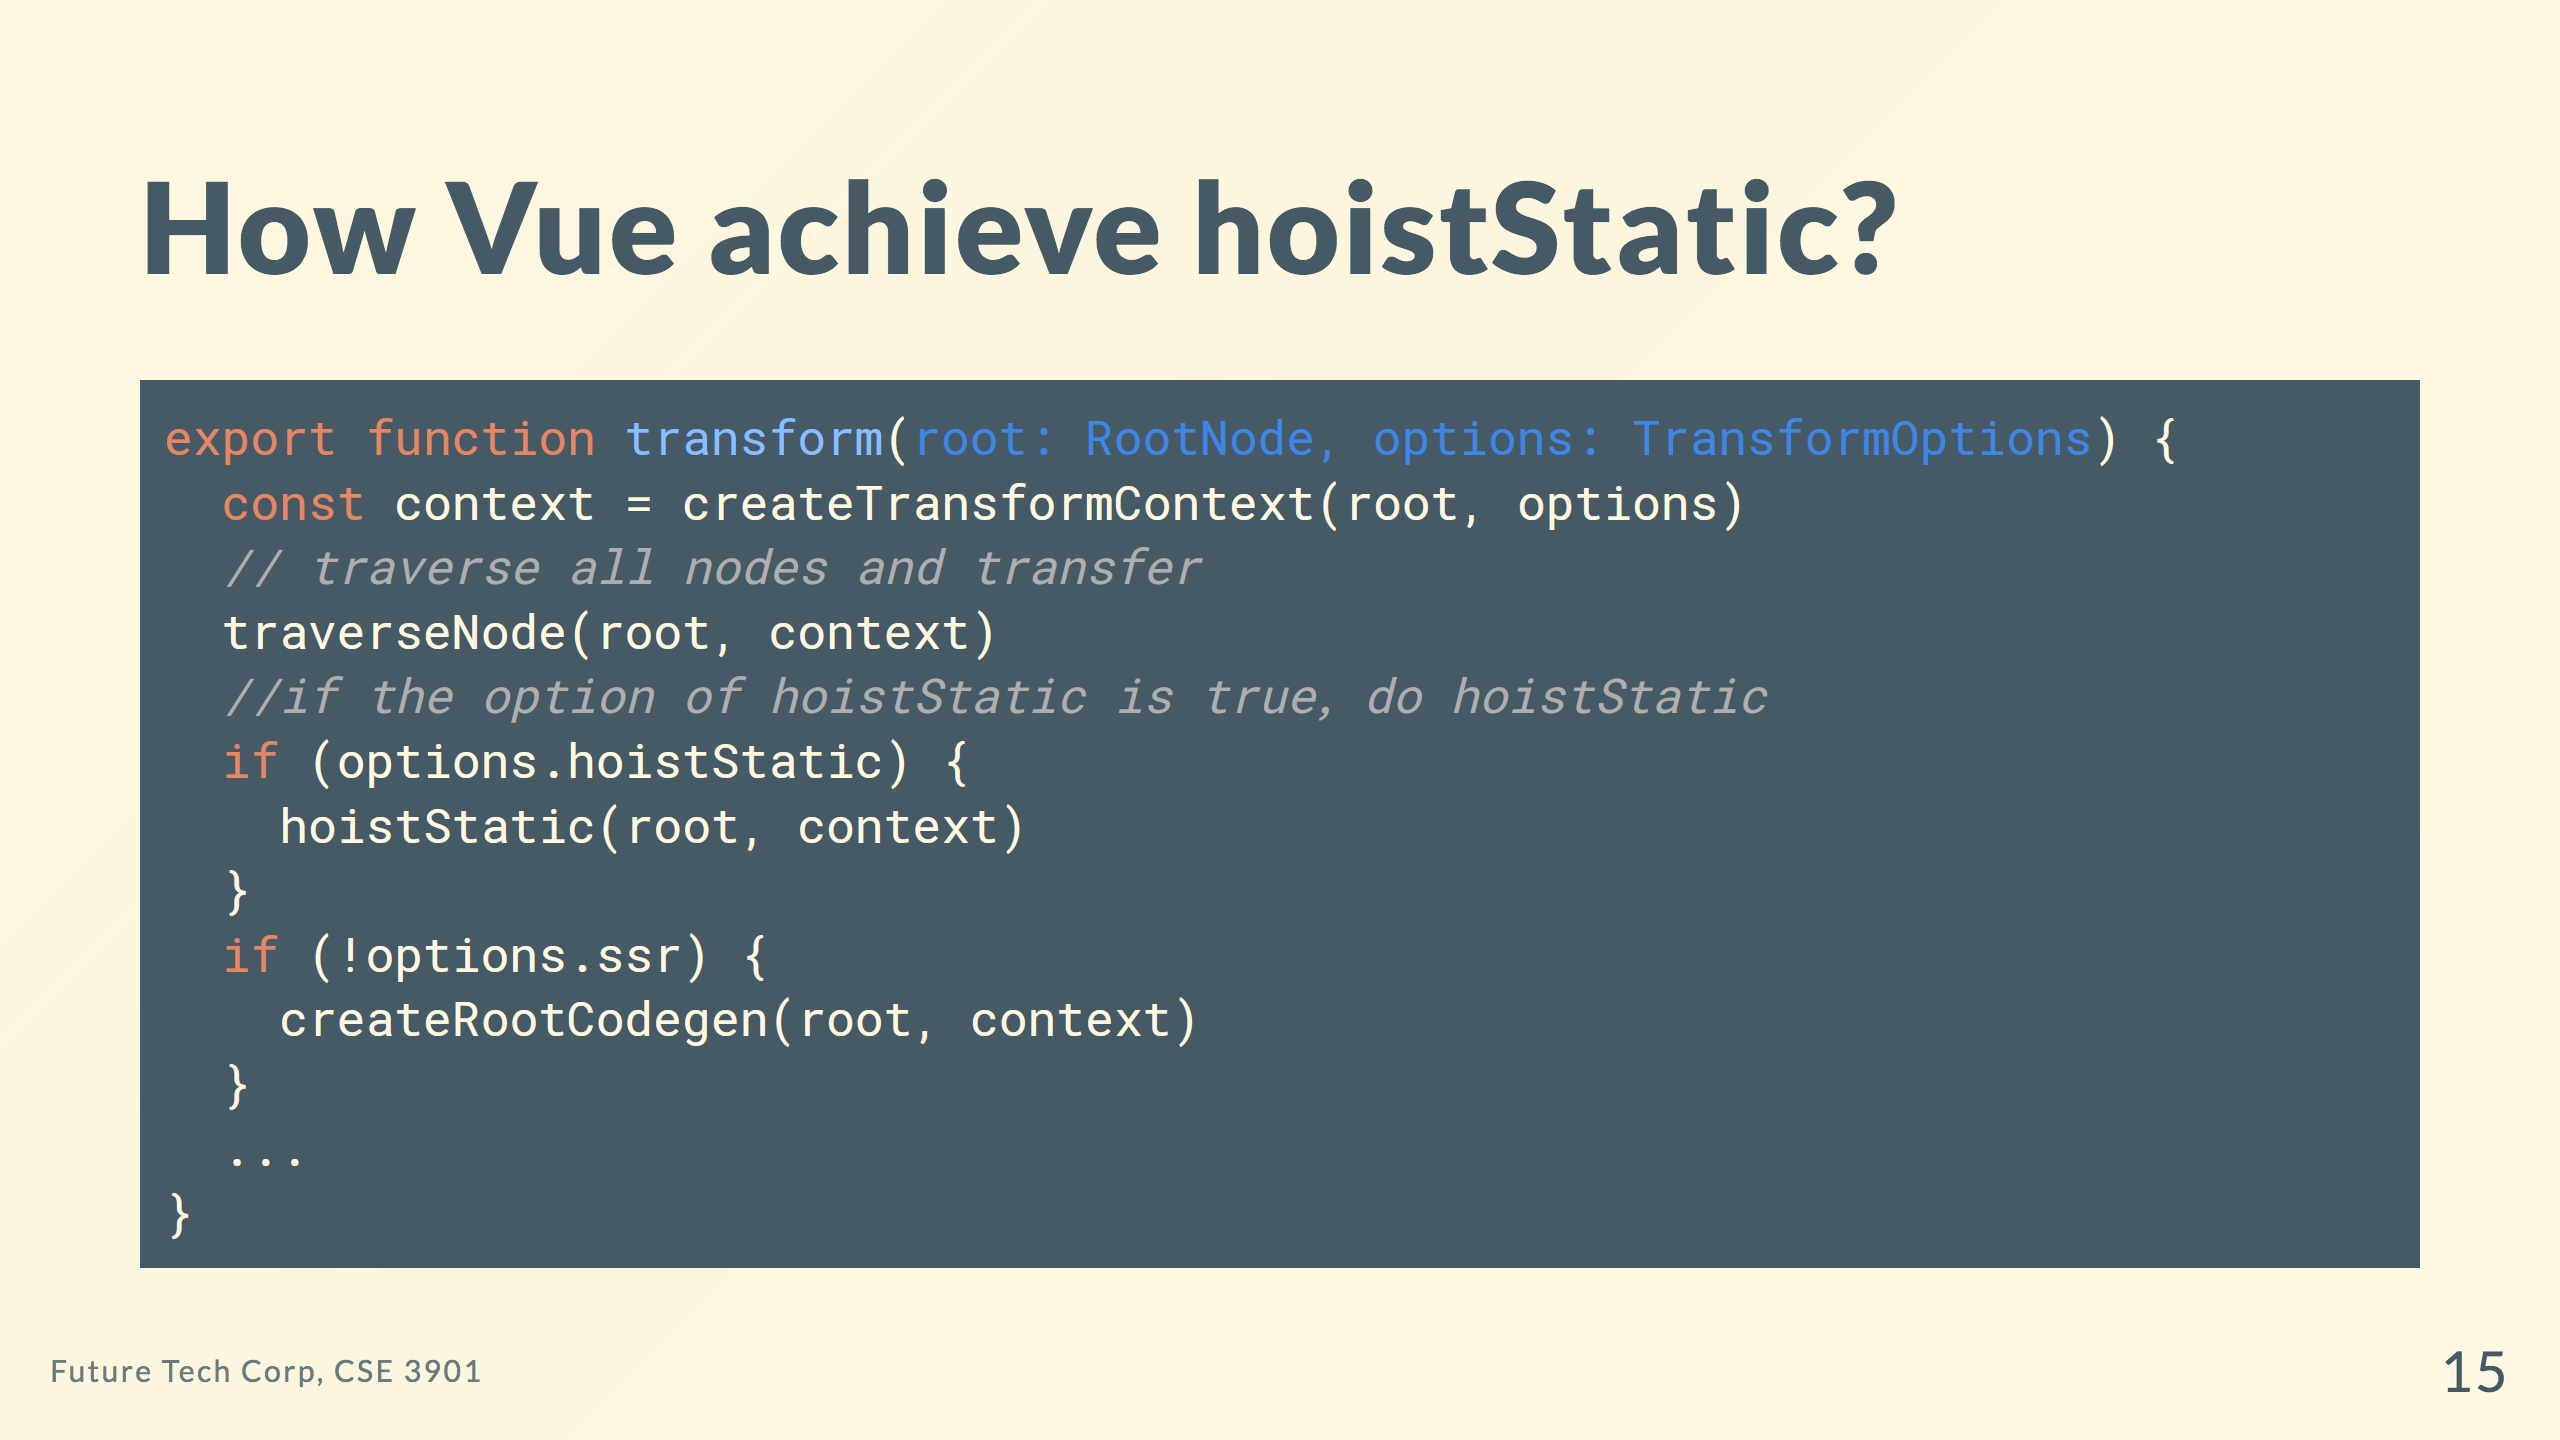 How Vue achieve hoistStatic?
export function transform(root: RootNode, options: TransformOptions) {
  const context = createTransformContext(root, options)
  // traverse all nodes and transfer
  traverseNode(root, context)
  //if the option of hoistStatic is true, do hoistStatic
  if (options.hoistStatic) {
    hoistStatic(root, context)
  }
  if (!options.ssr) {
    createRootCodegen(root, context)
  }
  ...
}
Future Tech Corp, CSE 3901
15